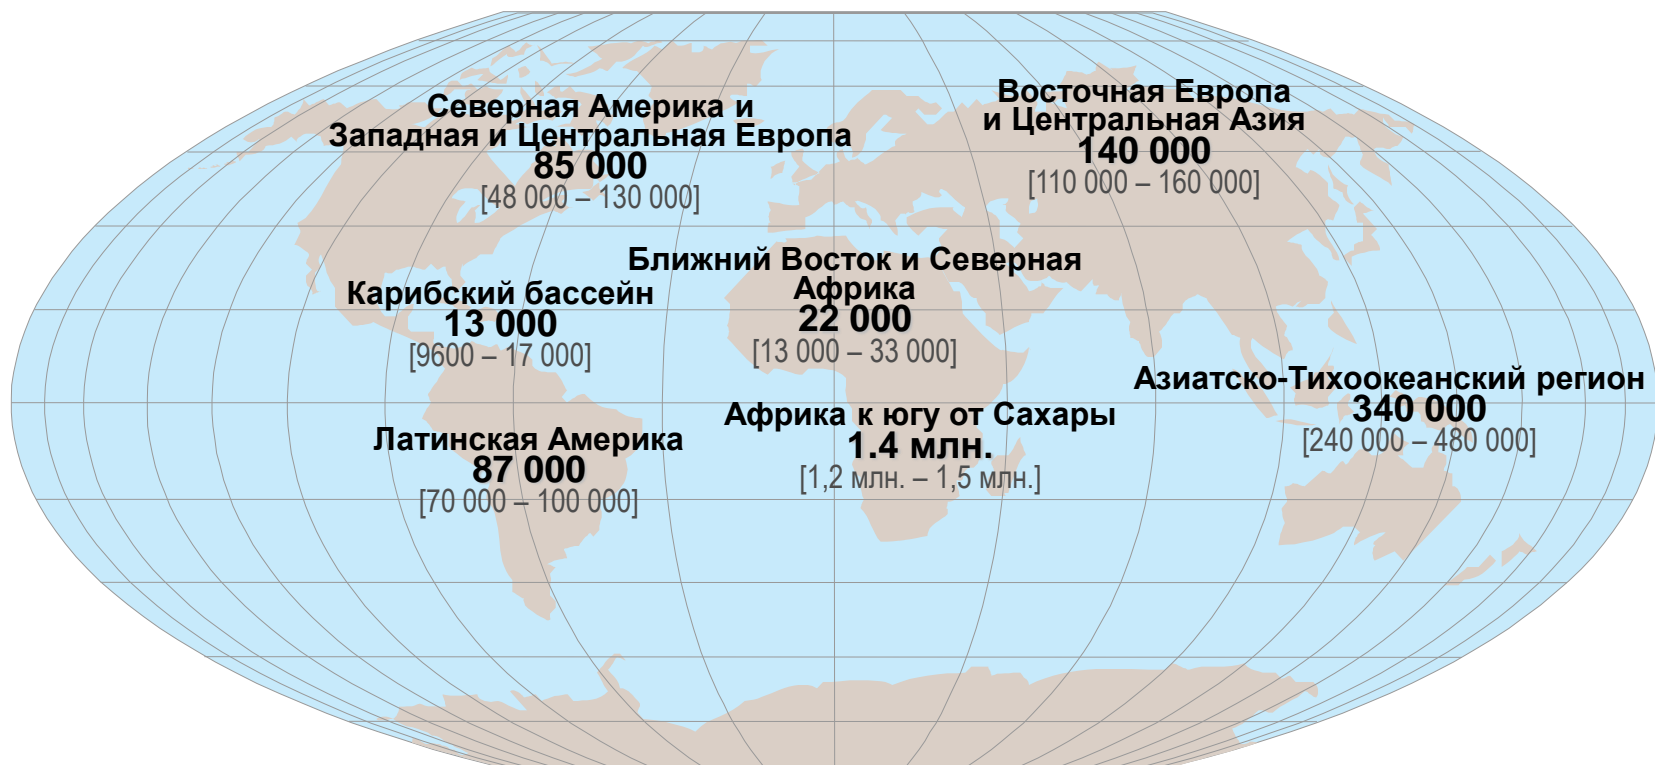 Северная Америка и
Западная и Центральная Европа
85 000
[48 000 – 130 000]
Восточная Европа
и Центральная Азия
140 000
[110 000 – 160 000]
Ближний Восток и Северная
Африка
22 000
[13 000 – 33 000]
Карибский бассейн
13 000
[9600 – 17 000]
Азиатско-Тихоокеанский регион
340 000
[240 000 – 480 000]
Африка к югу от Сахары
1.4 млн.
[1,2 млн. – 1,5 млн.]
Латинская Америка
87 000
[70 000 – 100 000]